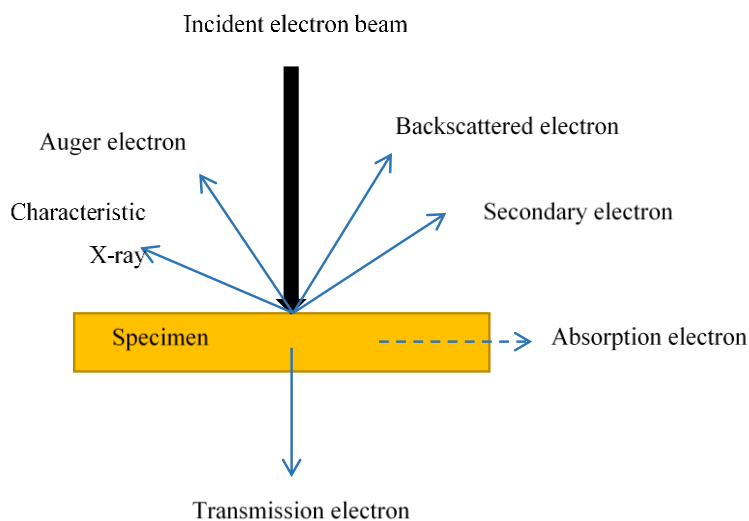 Incident electron beam
Backscattered electron
Auger electron
Characteristic
X-ray
Secondary electron
Specimen
Absorption electron
Transmission electron